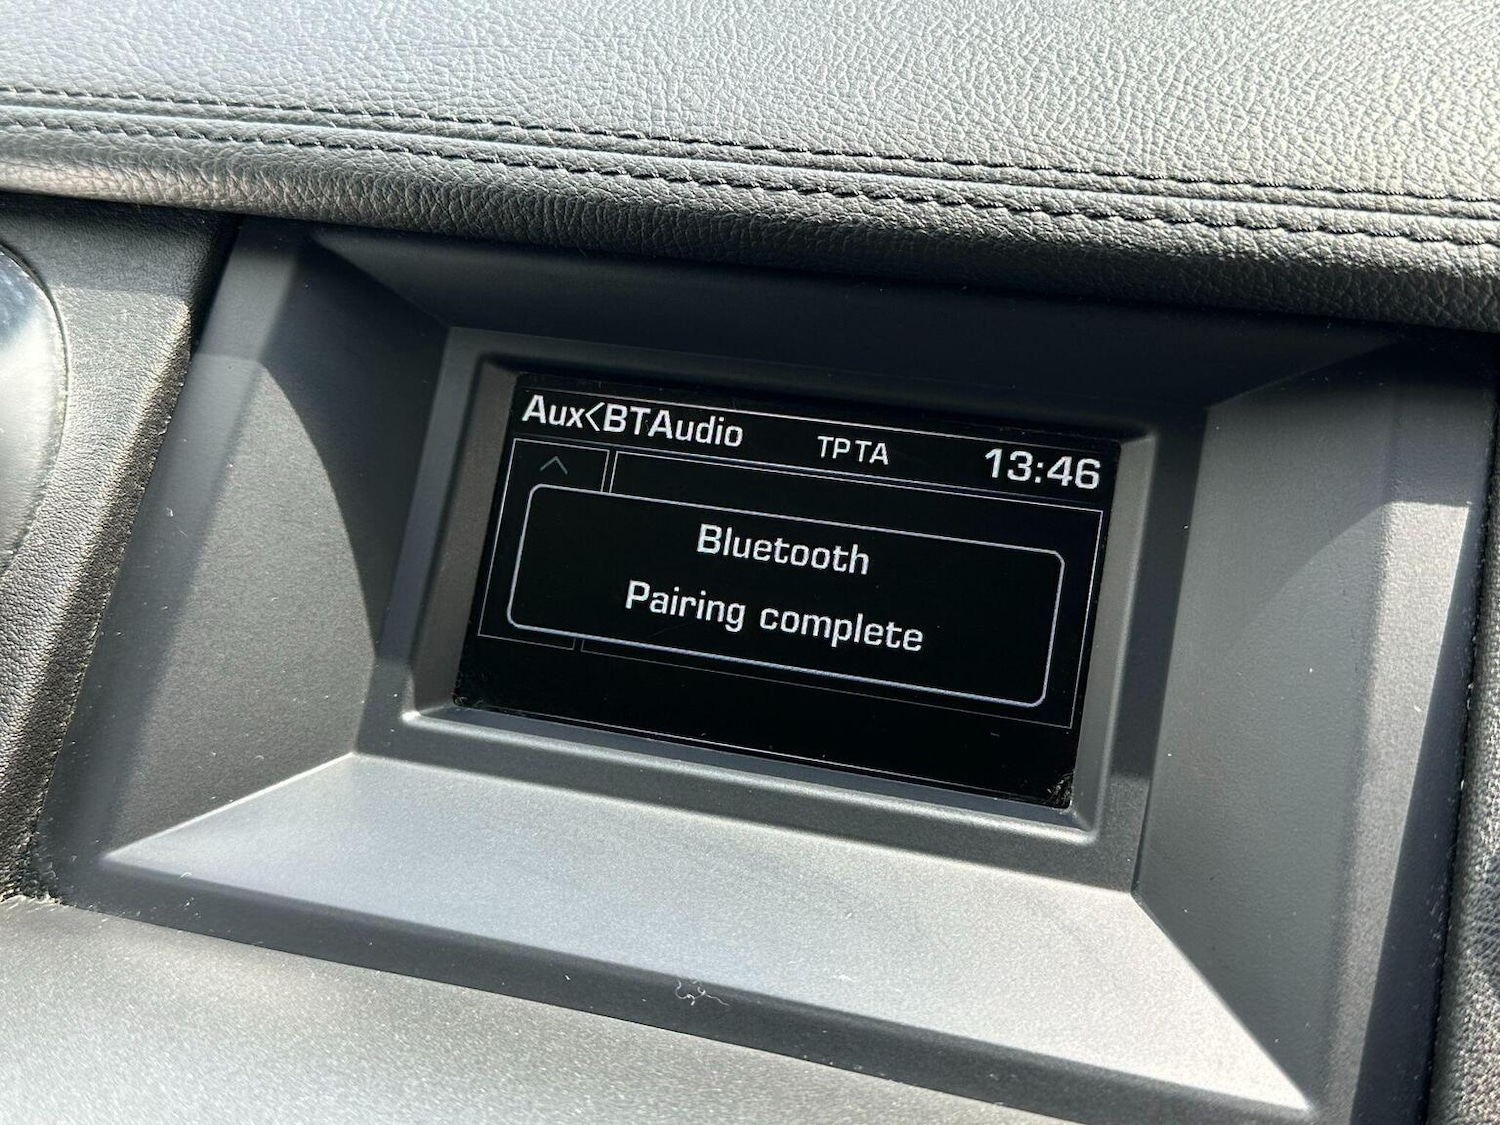 Aux<BTAudio TPTA 13:46
Bluetooth
Pairing complete